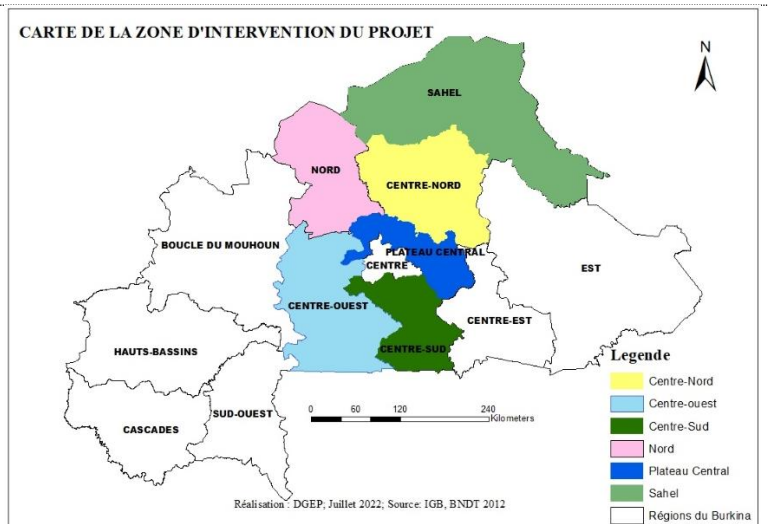 CARTE DE LA ZONE D'INTERVENTION DU PROJET
N
SAHEL
NORD
CENTRE-NORD
BOUCLE DU MOUHOUN
PLATEAU CENTRAL
CENTRE
EST
CENTRE-OUEST
CENTRE-EST
CENTRE-SUD
HAUTS-BASSINS
SUD-OUEST
CASCADES
0 60 120 240
Kilometers
Legende
Centre-Nord
Centre-ouest
Centre-Sud
Nord
Plateau Central
Sahel
Régions du Burkina
Réalisation : DGEP; Juillet 2022; Source: IGB, BNDT 2012